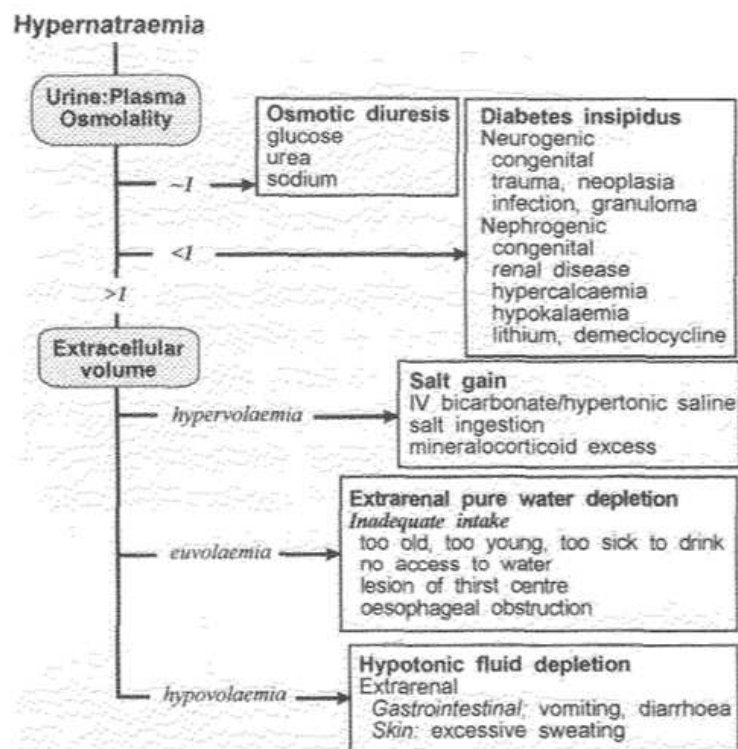 Hypernatraemia
Urine:Plasma
Osmolality
~1
Osmotic diuresis
glucose
urea
sodium
<1
Diabetes insipidus
Neurogenic
congenital
trauma, neoplasia
infection, granuloma
Nephrogenic
congenital
renal disease
hypercalcaemia
hypokalaemia
lithium, demeclocycline
>1
Extracellular
volume
hypervolaemia
Salt gain
IV bicarbonate/hypertonic saline
salt ingestion
mineralocorticoid excess
euvolaemia
Extrarenal pure water depletion
Inadequate intake
too old, too young, too sick to drink
no access to water
lesion of thirst centre
oesophageal obstruction
hypovolaemia
Hypotonic fluid depletion
Extrarenal
Gastrointestinal; vomiting, diarrhoea
Skin: excessive sweating